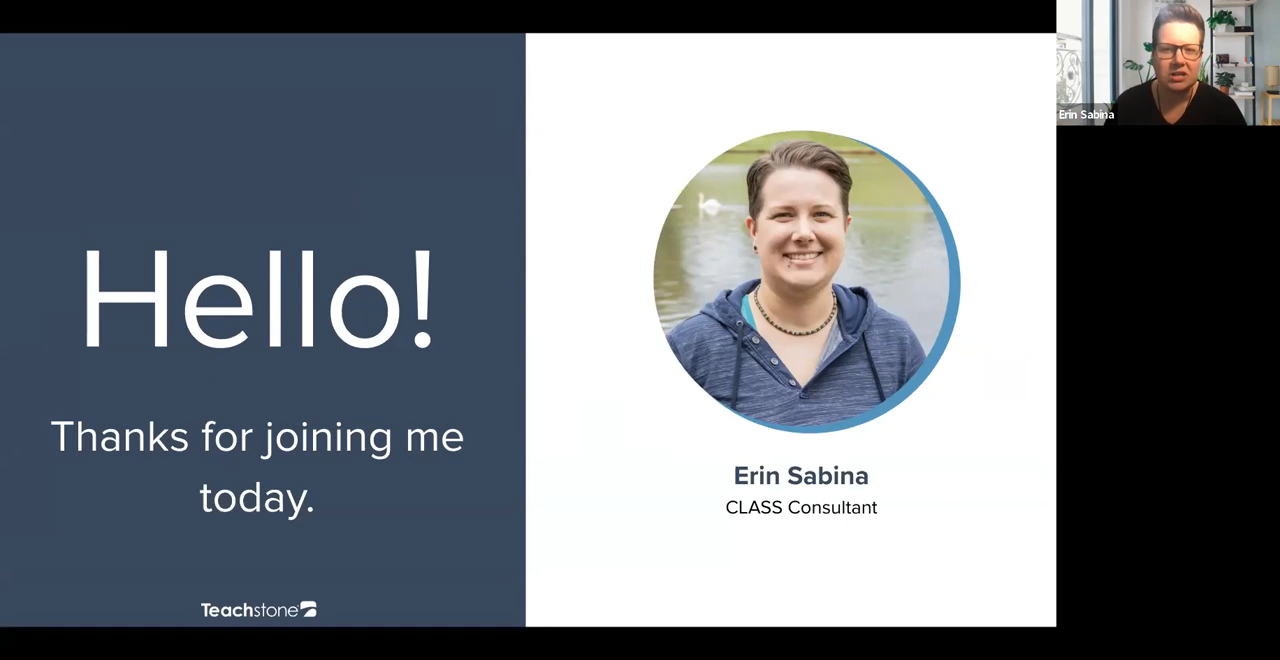 Hello!
Thanks for joining me
today.
Teachstone
Erin Sabina
CLASS Consultant
Erin Sabina